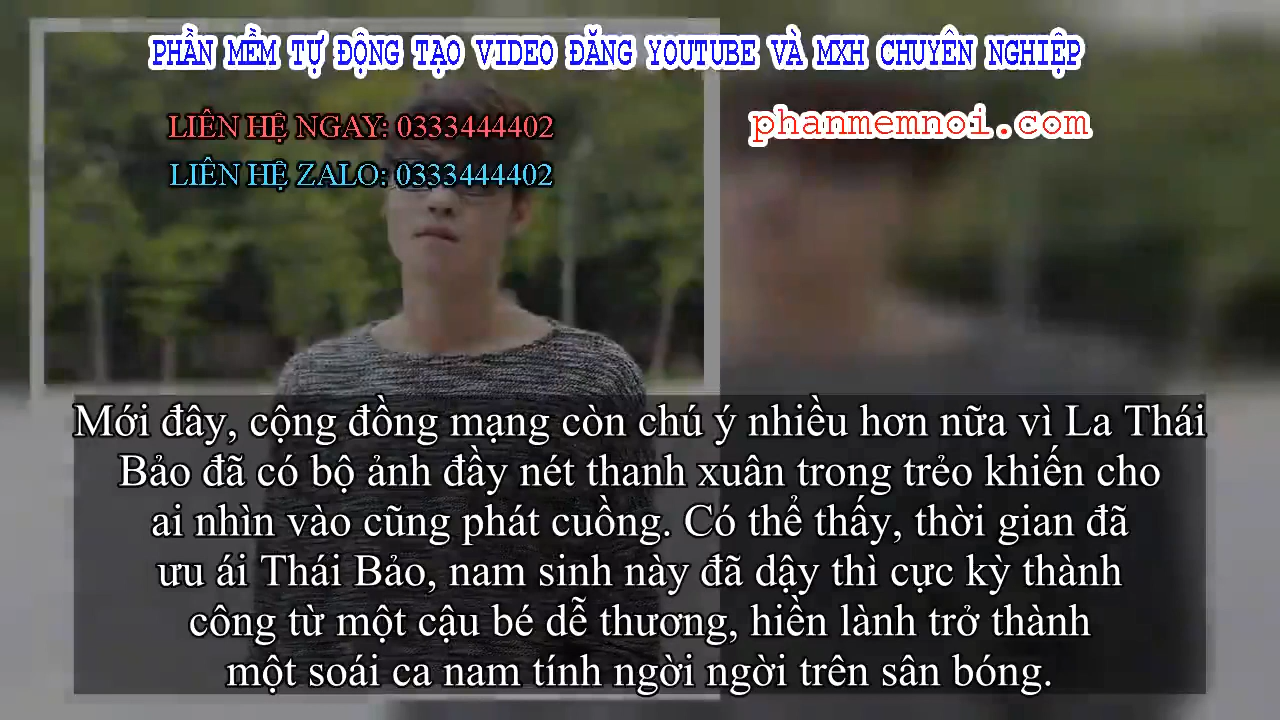 PHẦN MỀM TỰ ĐỘNG TẠO VIDEO ĐĂNG YOUTUBE VÀ MXH CHUYÊN NGHIỆP
LIÊN HỆ NGAY: 0333444402
phanmemnoi.com
LIÊN HỆ ZALO: 0333444402
Mới đây, cộng đồng mạng còn chú ý nhiều hơn nữa vì La Thái
Bảo đã có bộ ảnh đầy nét thanh xuân trong trẻo khiến cho
ai nhìn vào cũng phát cuồng. Có thể thấy, thời gian đã
ưu ái Thái Bảo, nam sinh này đã dậy thì cực kỳ thành
công từ một cậu bé dễ thương, hiền lành trở thành
một soái ca nam tính ngời ngời trên sân bóng.